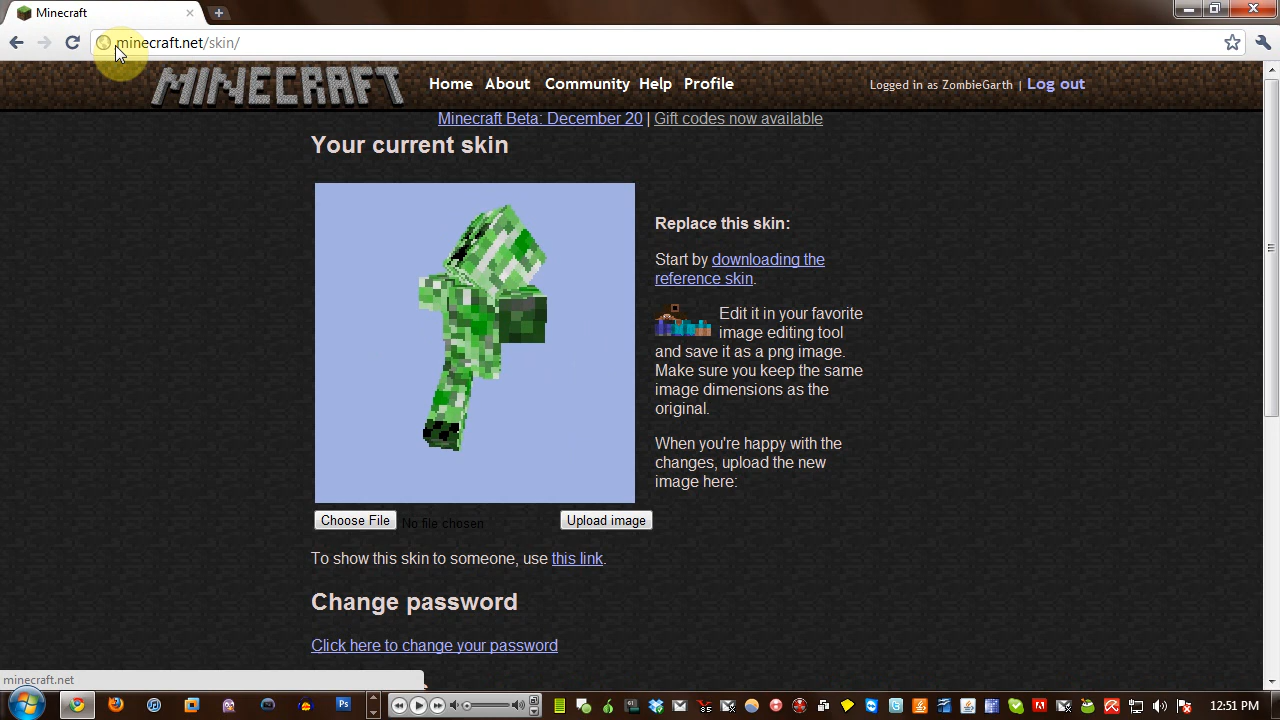 Minecraft
minecraft.net/skin/
MINECRAFT
Home About Community Help Profile
Logged in as ZombieGarth | Log out
Minecraft Beta: December 20 | Gift codes now available
Your current skin
Replace this skin:
Start by downloading the
reference skin.
Edit it in your favorite
image editing tool
and save it as a png image.
Make sure you keep the same
image dimensions as the
original.
When you're happy with the
changes, upload the new
image here:
Choose File No file chosen Upload image
To show this skin to someone, use this link.
Change password
Click here to change your password
minecraft.net
Ps
12:51 PM